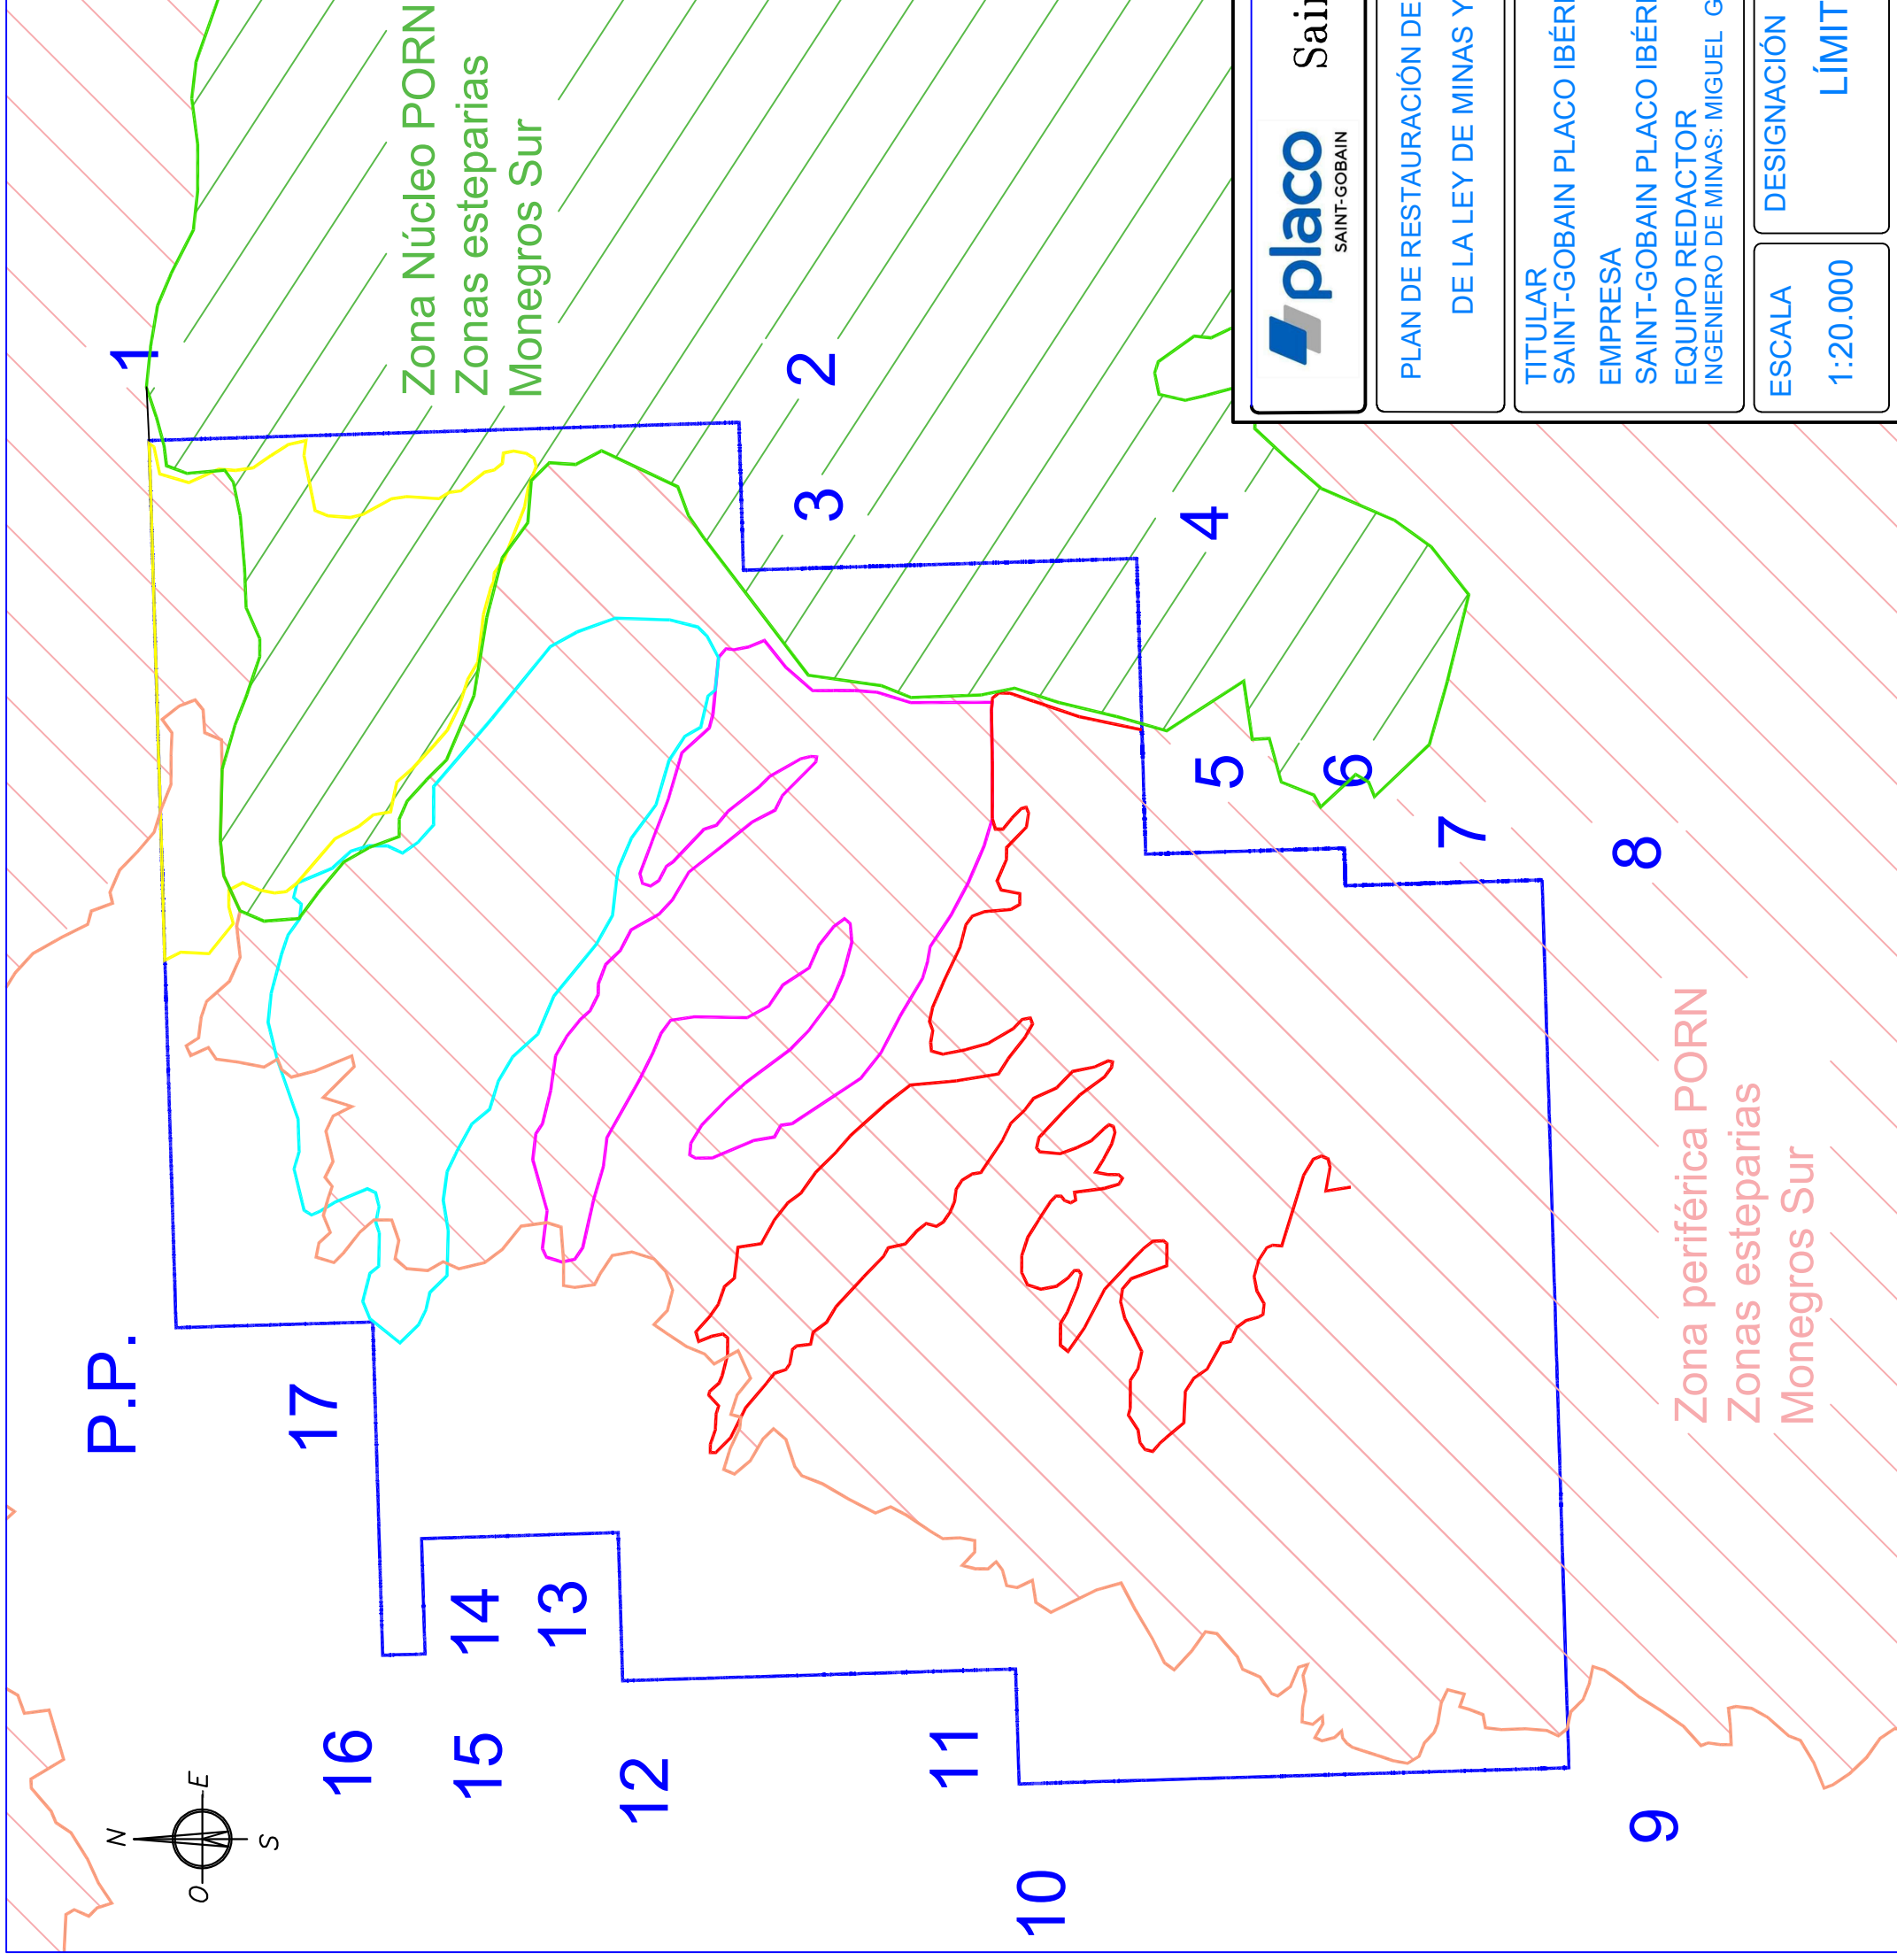 N
O
E
S
P.P.
1
2
3
4
5
6
7
8
9
10
11
12
13
14
15
16
17
Zona Núcleo PORN
Zonas esteparias
Monegros Sur
Zona periférica PORN
Zonas esteparias
Monegros Sur
placo
SAINT-GOBAIN
Sai
PLAN DE RESTAURACIÓN DE
DE LA LEY DE MINAS Y
TITULAR
SAINT-GOBAIN PLACO IBÉRI
EMPRESA
SAINT-GOBAIN PLACO IBÉRI
EQUIPO REDACTOR
INGENIERO DE MINAS: MIGUEL G
ESCALA
1:20.000
DESIGNACIÓN
LÍMIT